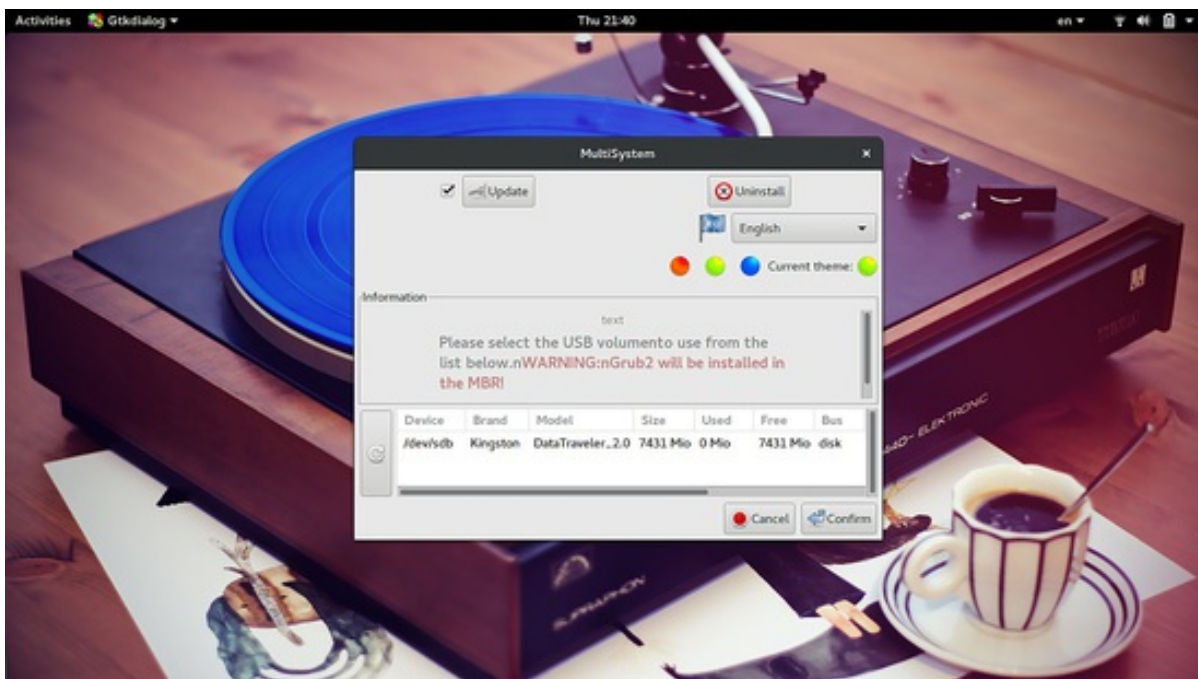 Activities Gtkdialog Thu 21:40 en
MultiSystem
Update Uninstall
English
Current theme:
Information
text
Please select the USB volumento use from the
list below.nWARNING:nGrub2 will be installed in
the MBR!
Device Brand Model Size Used Free Bus
/dev/sdb Kingston DataTraveler_2.0 7431 Mio 0 Mio 7431 Mio disk
Cancel Confirm
ELEKTRONIC
SUPRAPHON